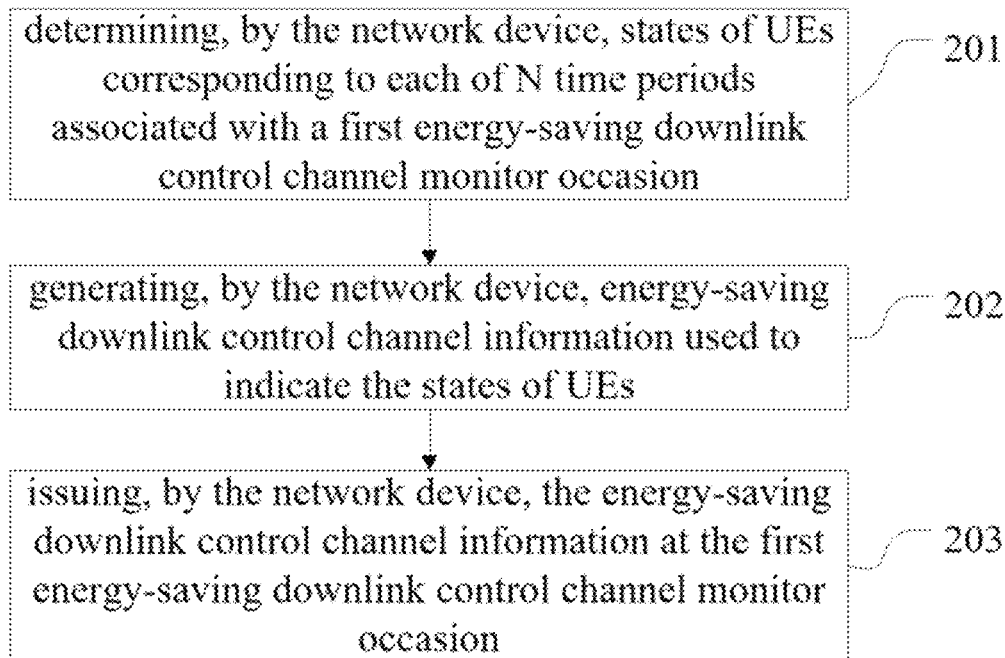 determining, by the network device, states of UEs
corresponding to each of N time periods
associated with a first energy-saving downlink
control channel monitor occasion
201
generating, by the network device, energy-saving
downlink control channel information used to
indicate the states of UEs
202
issuing, by the network device, the energy-saving
downlink control channel information at the first
energy-saving downlink control channel monitor
occasion
203